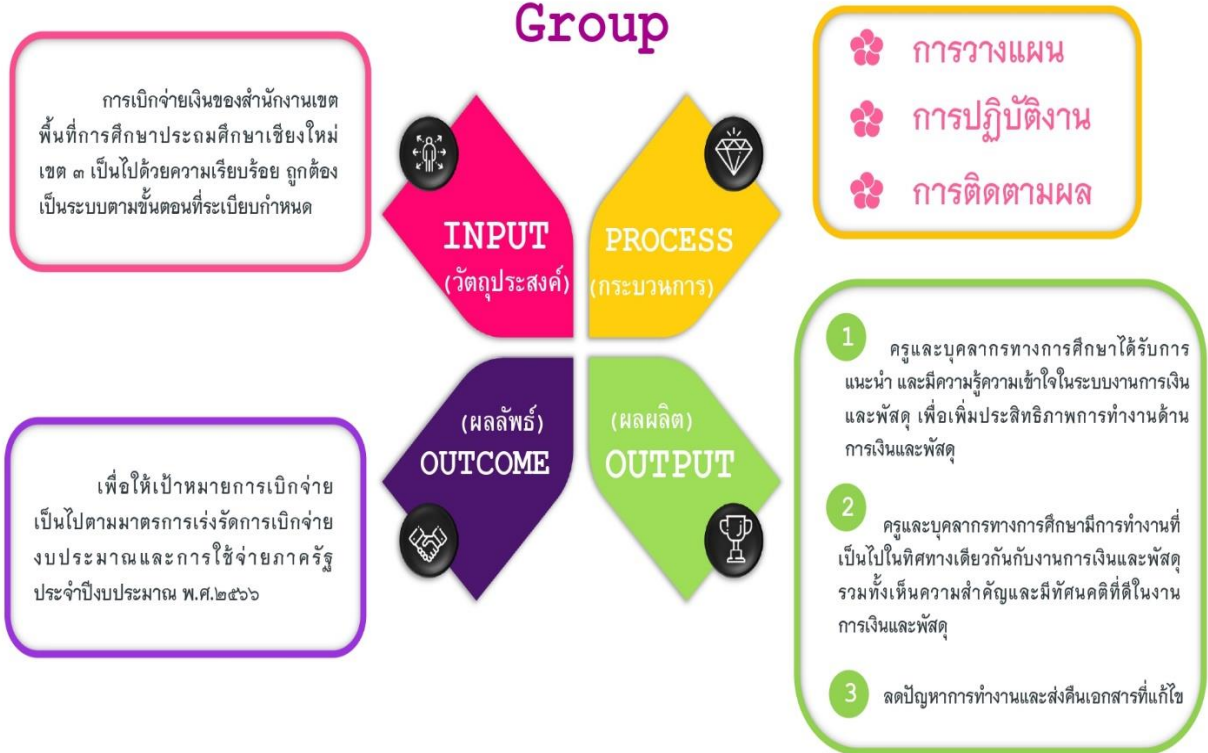 Group
การเบิกจ่ายเงินของสำนักงานเขต
พื้นที่การศึกษาประถมศึกษาเชียงใหม่
เขต ๓ เป็นไปด้วยความเรียบร้อย ถูกต้อง
เป็นระบบตามขั้นตอนที่ระเบียบกำหนด
INPUT
(วัตถุประสงค์)
PROCESS
(กระบวนการ)
การวางแผน
การปฏิบัติงาน
การติดตามผล
(ผลลัพธ์)
OUTCOME
(ผลผลิต)
OUTPUT
เพื่อให้เป้าหมายการเบิกจ่าย
เป็นไปตามมาตรการเร่งรัดการเบิกจ่าย
งบประมาณและการใช้จ่ายภาครัฐ
ประจำปีงบประมาณ พ.ศ.๒๕๖๖
1
ครูและบุคลากรทางการศึกษาได้รับการ
แนะนำ และมีความรู้ความเข้าใจในระบบงานการเงิน
และพัสดุ เพื่อเพิ่มประสิทธิภาพการทำงานด้าน
การเงินและพัสดุ
2
ครูและบุคลากรทางการศึกษามีการทำงานที่
เป็นไปในทิศทางเดียวกันกับงานการเงินและพัสดุ
รวมทั้งเห็นความสำคัญและมีทัศนคติที่ดีในงาน
การเงินและพัสดุ
3 ลดปัญหาการทำงานและส่งคืนเอกสารที่แก้ไข